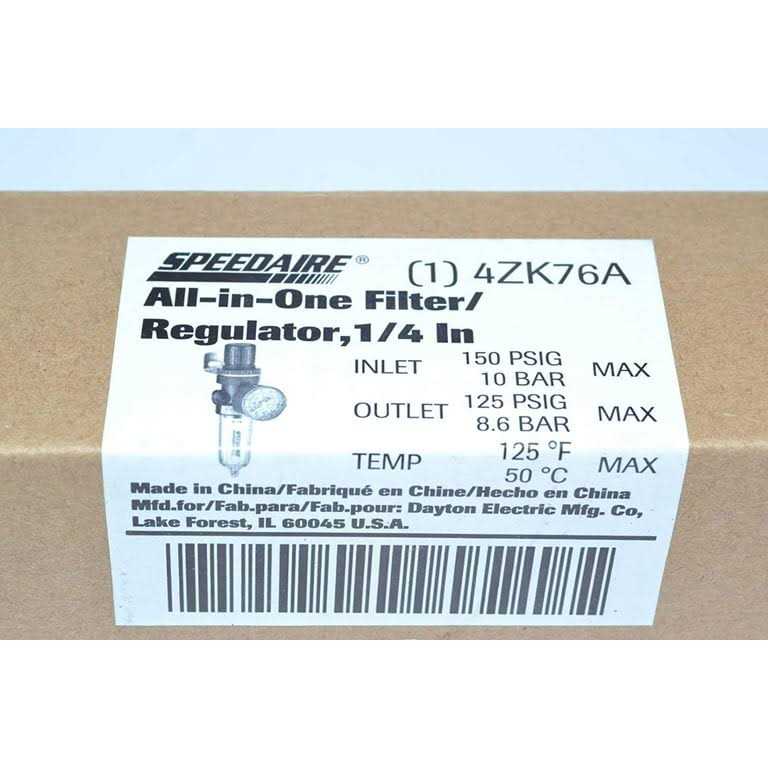 SPEEDAIRE® (1) 4ZK76A
All-in-One Filter/
Regulator,1/4 In
INLET 150 PSIG MAX
10 BAR
OUTLET 125 PSIG MAX
8.6 BAR
TEMP 125 °F MAX
50 °C
Made in China/Fabriqué en Chine/Hecho en China
Mfd.for/Fab.para/Fab.pour: Dayton Electric Mfg. Co,
Lake Forest, IL 60045 U.S.A.